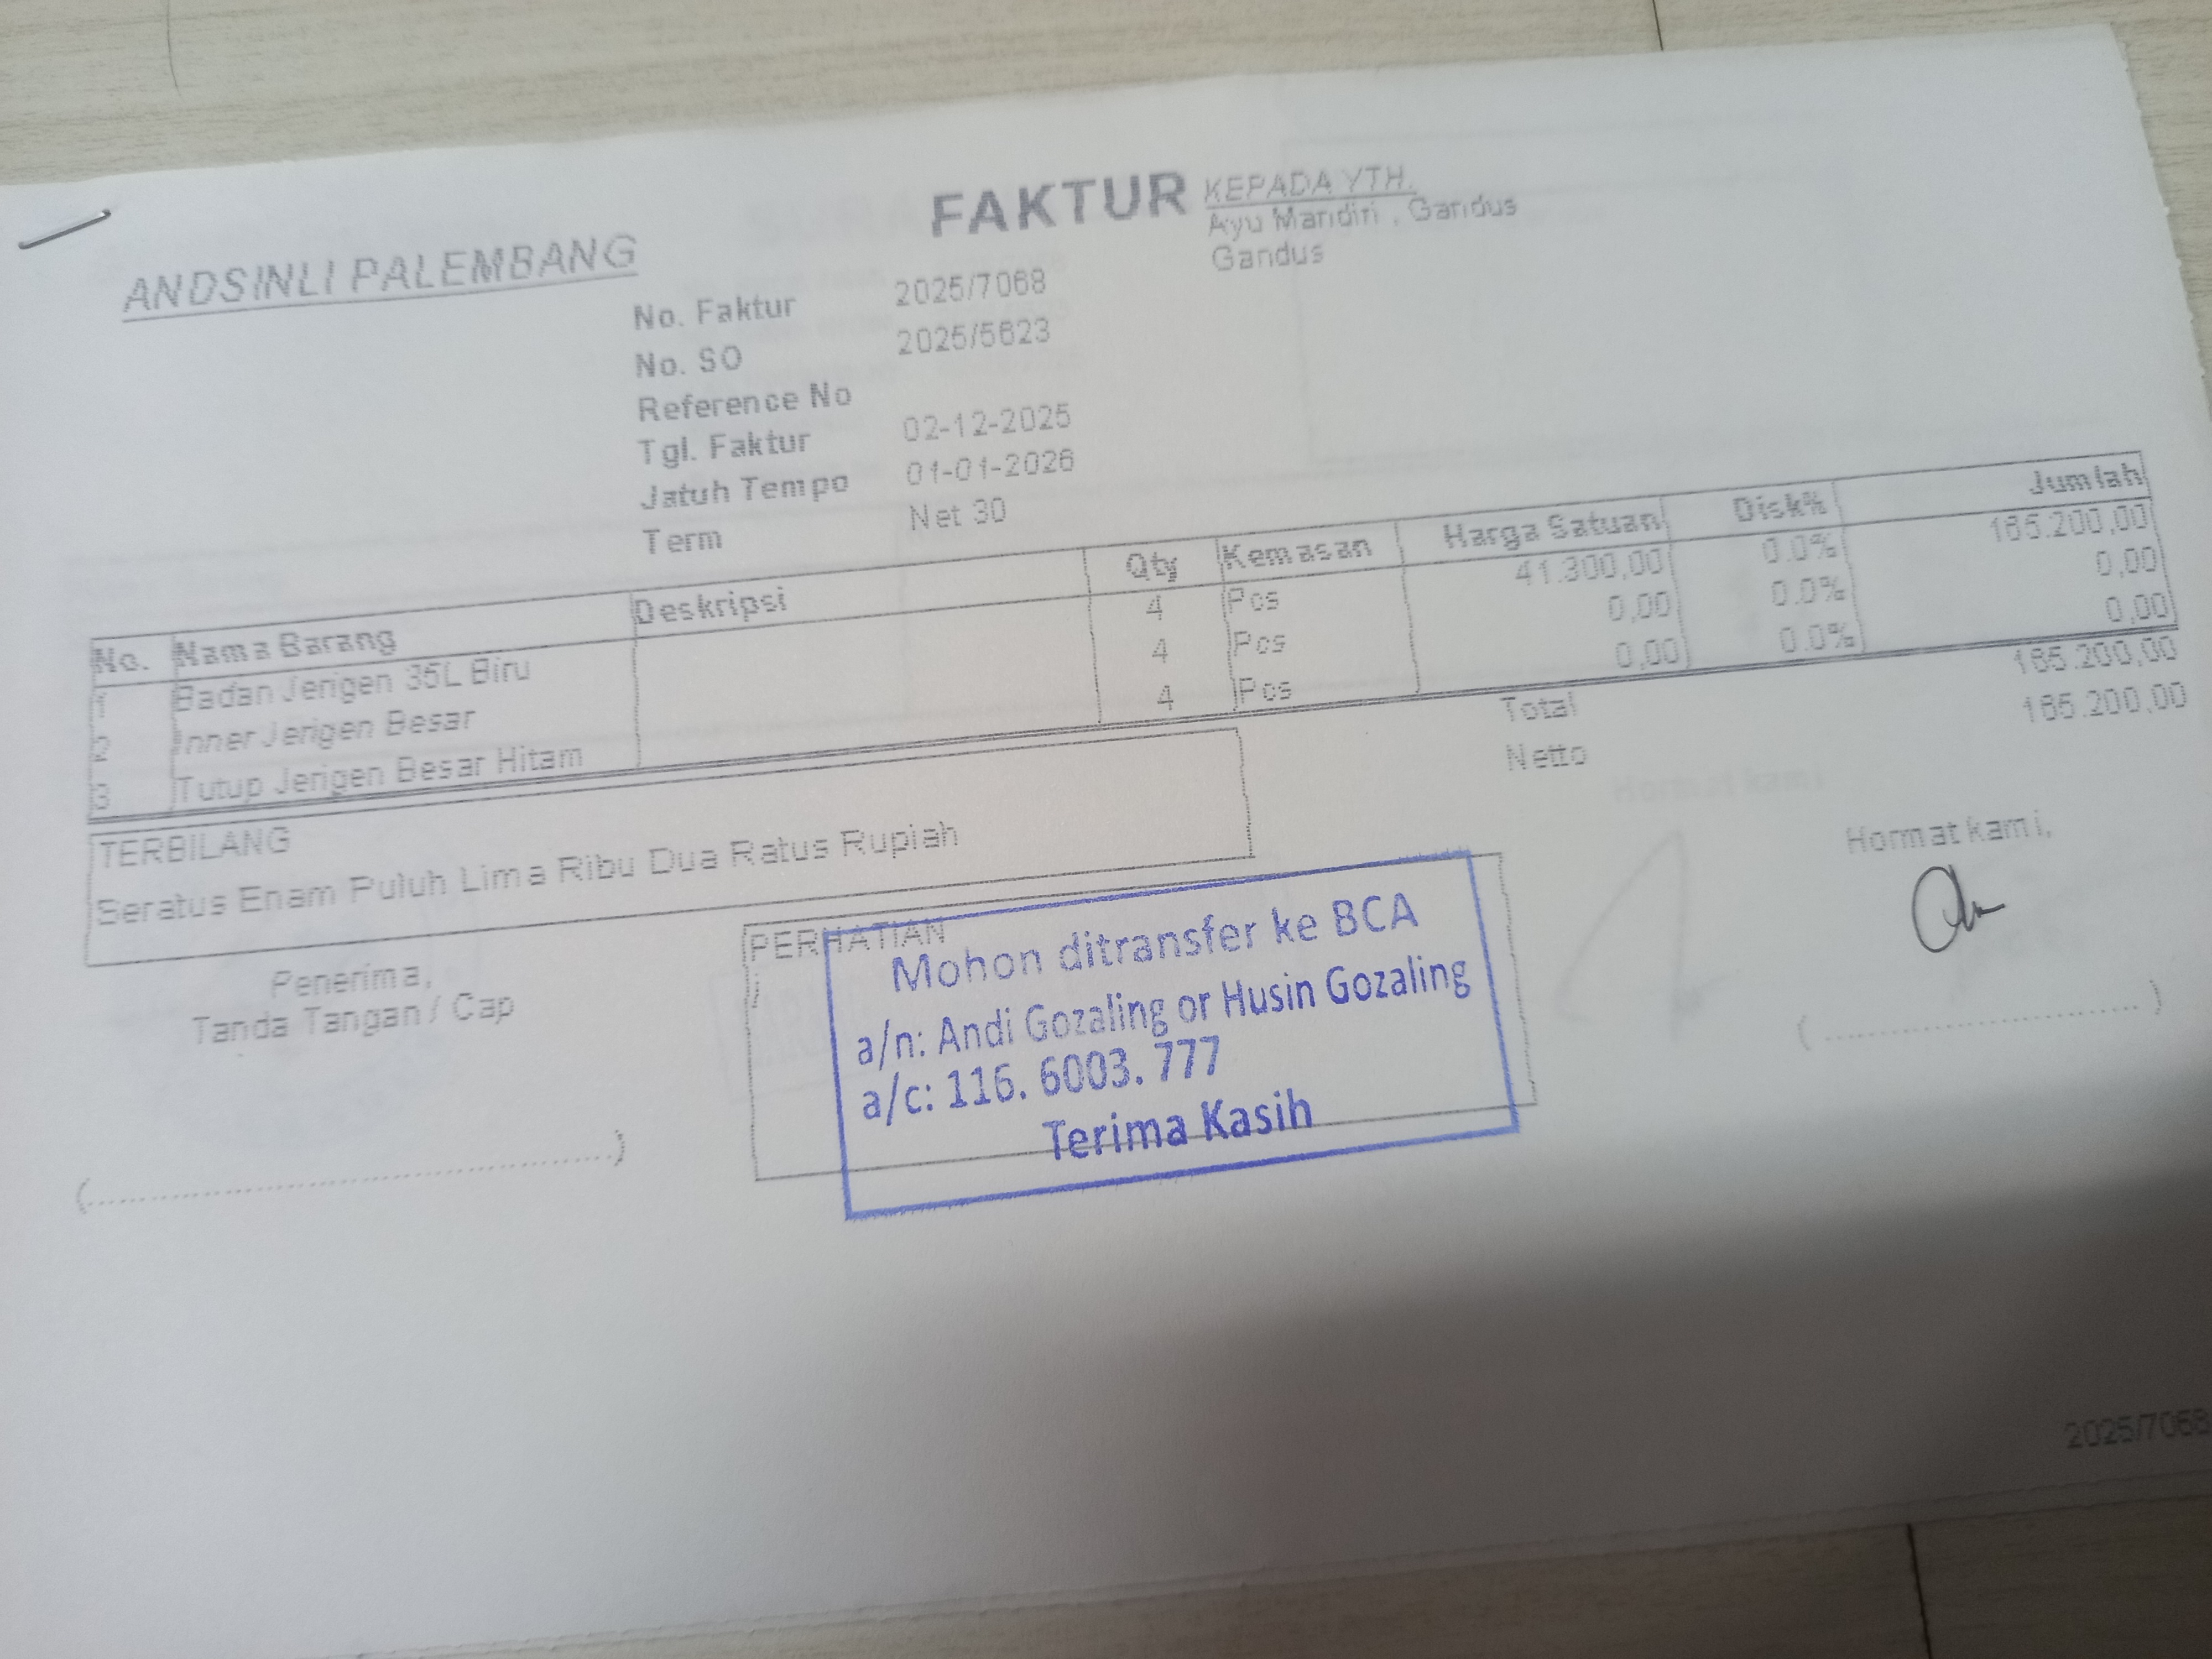 FAKTUR
KEPADA YTH.
Ayu Mandiri , Gandus
Gandus
ANDSINLI PALEMBANG
No. Faktur 2025/7068
No. SO 2025/5623
Reference No
Tgl. Faktur 02-12-2025
Jatuh Tempo 01-01-2026
Term Net 30
No. Nama Barang Deskripsi Qty Kemasan Harga Satuan Disk% Jumlah
1 Badan Jerigen 35L Biru 4 Pcs 41.300,00 0.0% 165.200,00
2 Inner Jerigen Besar 4 Pcs 0,00 0.0% 0,00
3 Tutup Jerigen Besar Hitam 4 Pcs 0,00 0.0% 0,00
Total 165.200,00
Netto 165.200,00
TERBILANG
Seratus Enam Puluh Lima Ribu Dua Ratus Rupiah
Hormat kami,
Penerima,
Tanda Tangan / Cap
PERHATIAN
Mohon ditransfer ke BCA
a/n: Andi Gozaling or Husin Gozaling
a/c: 116. 6003. 777
Terima Kasih
(........................................)
(........................................)
2025/7068